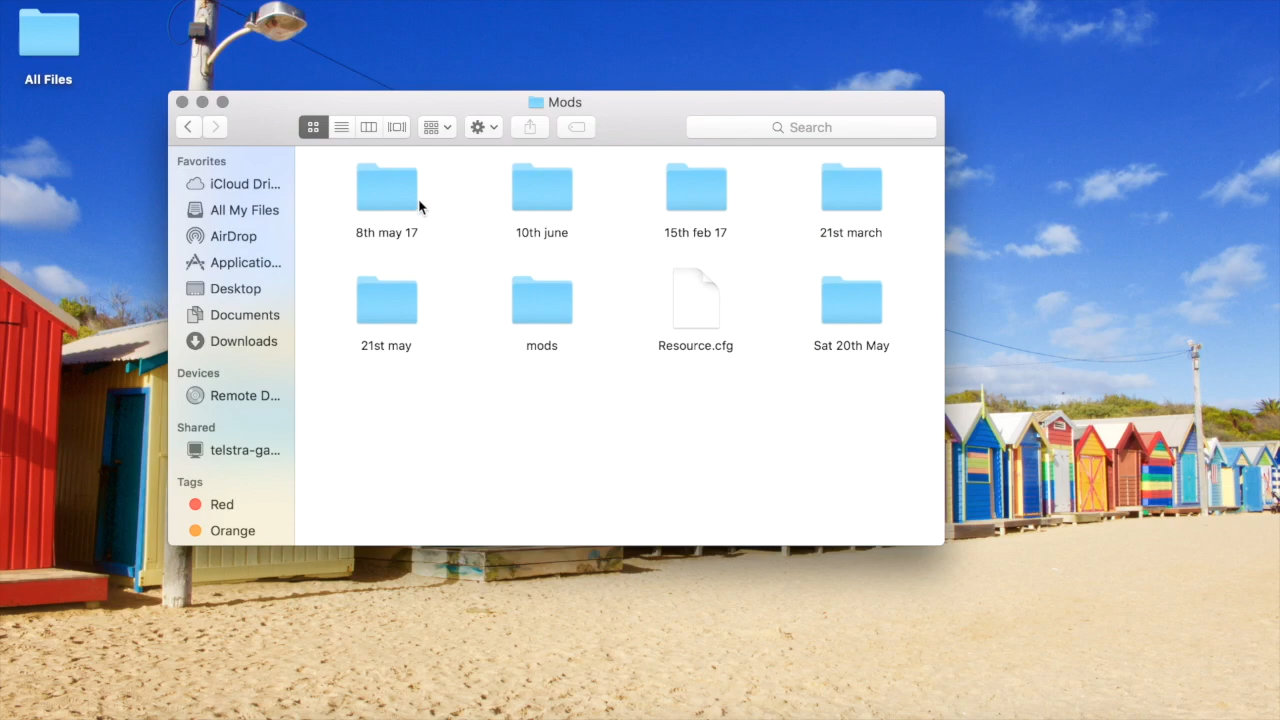 All Files
Mods
Search
Favorites
iCloud Dri...
All My Files
AirDrop
Applicatio...
Desktop
Documents
Downloads
Devices
Remote D...
Shared
telstra-ga...
Tags
Red
Orange
8th may 17
10th june
15th feb 17
21st march
21st may
mods
Resource.cfg
Sat 20th May